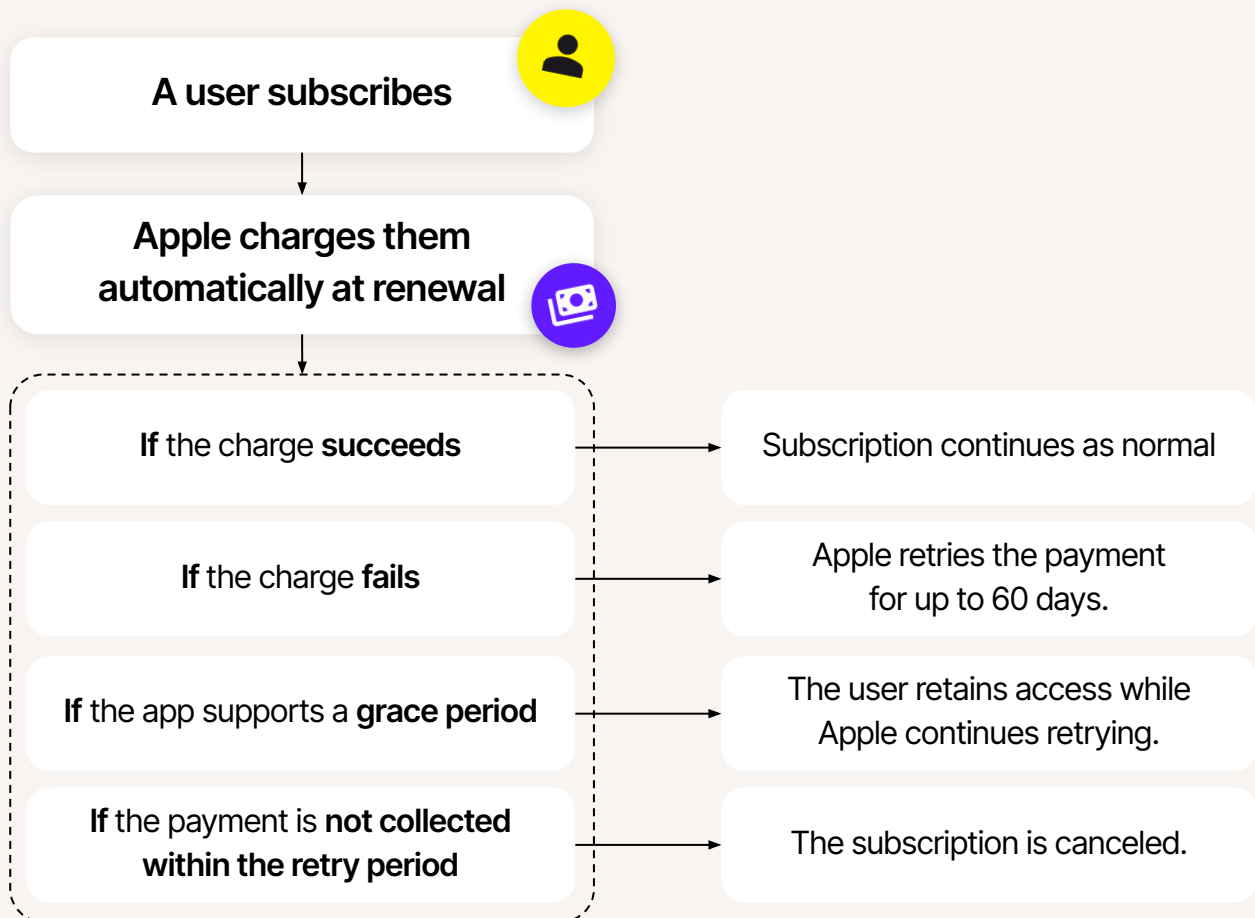 A user subscribes
Apple charges them
automatically at renewal
If the charge succeeds
Subscription continues as normal
If the charge fails
Apple retries the payment
for up to 60 days.
If the app supports a grace period
The user retains access while
Apple continues retrying.
If the payment is not collected
within the retry period
The subscription is canceled.